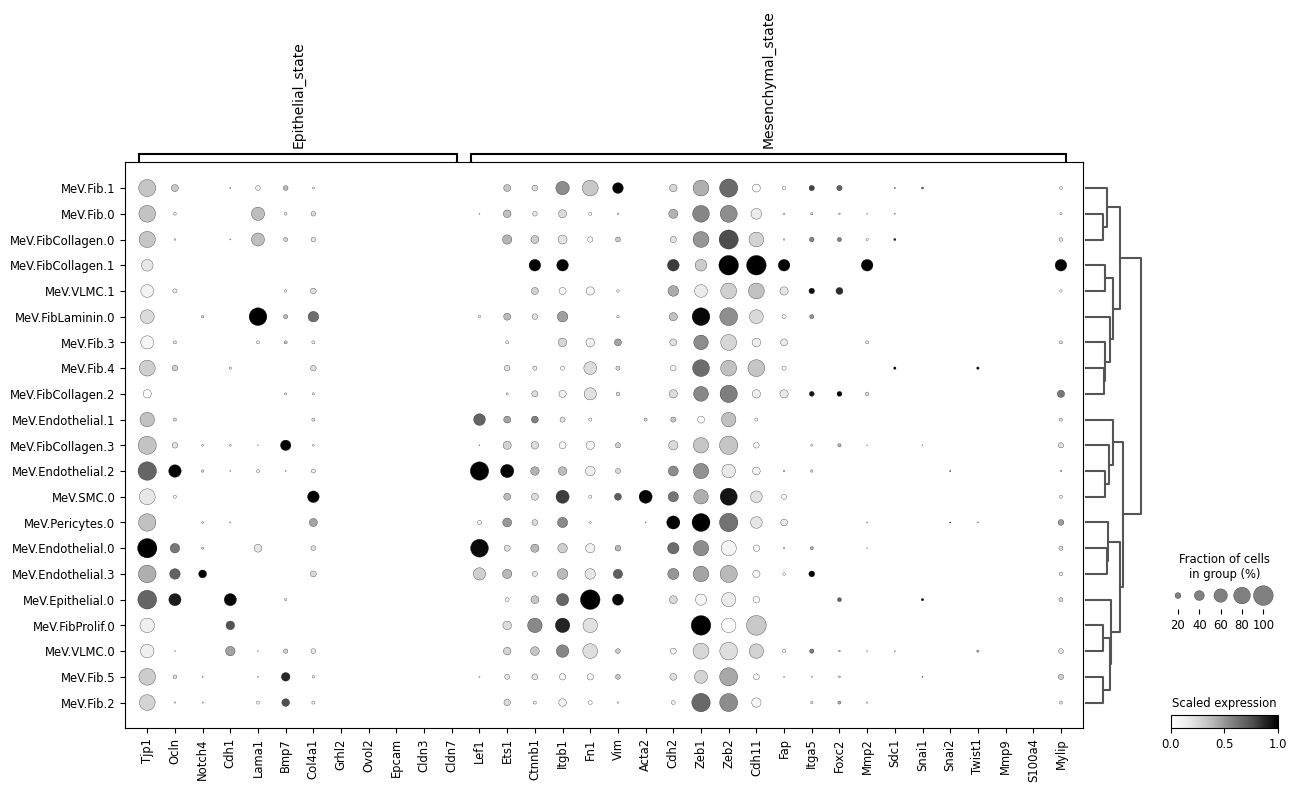 Epithelial_state
Mesenchymal_state
MeV.Fib.1
MeV.Fib.0
MeV.FibCollagen.0
MeV.FibCollagen.1
MeV.VLMC.1
MeV.FibLaminin.0
MeV.Fib.3
MeV.Fib.4
MeV.FibCollagen.2
MeV.Endothelial.1
MeV.FibCollagen.3
MeV.Endothelial.2
MeV.SMC.0
MeV.Pericytes.0
MeV.Endothelial.0
MeV.Endothelial.3
MeV.Epithelial.0
MeV.FibProlif.0
MeV.VLMC.0
MeV.Fib.5
MeV.Fib.2
Tjp1
Ocln
Notch4
Cdh1
Lama1
Bmp7
Col4a1
Grhl2
Ovol2
Epcam
Cldn3
Cldn7
Lef1
Ets1
Ctnnb1
Itgb1
Fn1
Vim
Acta2
Cdh2
Zeb1
Zeb2
Cdh11
Fap
Itga5
Foxc2
Mmp2
Sdc1
Snai1
Snai2
Twist1
Mmp9
S100a4
Mylip
Fraction of cells
in group (%)
20 40 60 80 100
Scaled expression
0.0 0.5 1.0